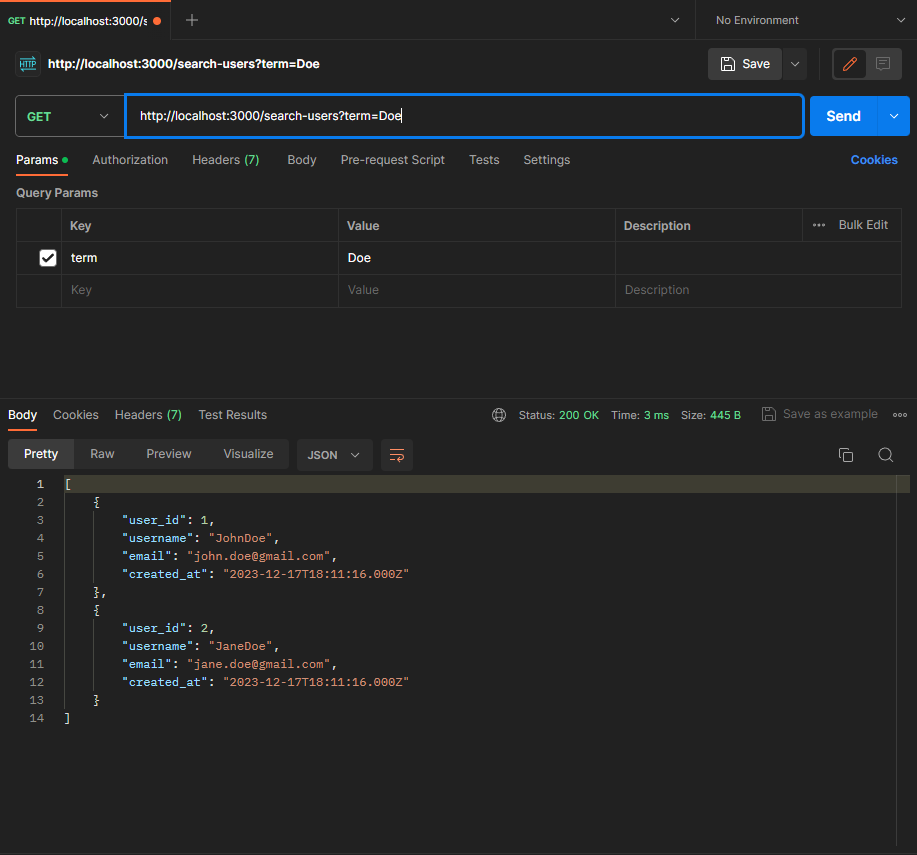 GET http://localhost:3000/s
No Environment
HTTP http://localhost:3000/search-users?term=Doe
Save
GET http://localhost:3000/search-users?term=Doe
Send
Params Authorization Headers (7) Body Pre-request Script Tests Settings Cookies
Query Params
Key Value Description Bulk Edit
term Doe
Key Value Description
Body Cookies Headers (7) Test Results Status: 200 OK Time: 3 ms Size: 445 B Save as example
Pretty Raw Preview Visualize JSON
1 [
2 {
3 "user_id": 1,
4 "username": "JohnDoe",
5 "email": "john.doe@gmail.com",
6 "created_at": "2023-12-17T18:11:16.000Z"
7 },
8 {
9 "user_id": 2,
10 "username": "JaneDoe",
11 "email": "jane.doe@gmail.com",
12 "created_at": "2023-12-17T18:11:16.000Z"
13 }
14 ]